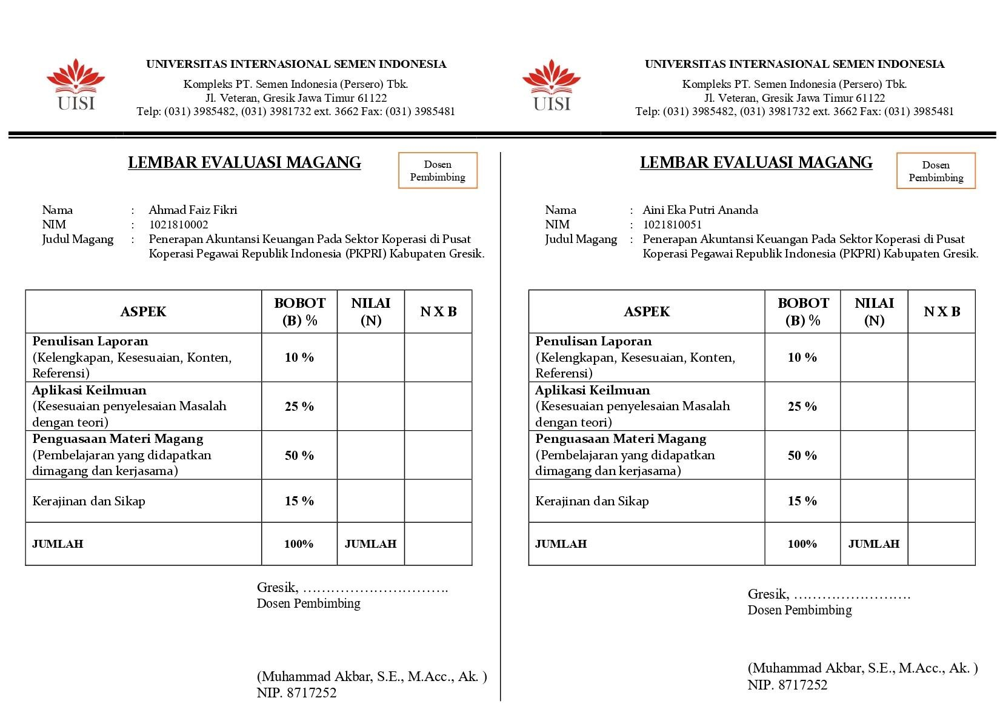 UISI
UNIVERSITAS INTERNASIONAL SEMEN INDONESIA
Kompleks PT. Semen Indonesia (Persero) Tbk.
Jl. Veteran, Gresik Jawa Timur 61122
Telp: (031) 3985482, (031) 3981732 ext. 3662 Fax: (031) 3985481
LEMBAR EVALUASI MAGANG
Dosen
Pembimbing
Nama : Ahmad Faiz Fikri
NIM : 1021810002
Judul Magang : Penerapan Akuntansi Keuangan Pada Sektor Koperasi di Pusat
Koperasi Pegawai Republik Indonesia (PKPRI) Kabupaten Gresik.
ASPEK BOBOT (B) % NILAI (N) N X B
Penulisan Laporan
(Kelengkapan, Kesesuaian, Konten,
Referensi)
10 %
Aplikasi Keilmuan
(Kesesuaian penyelesaian Masalah
dengan teori)
25 %
Penguasaan Materi Magang
(Pembelajaran yang didapatkan
dimagang dan kerjasama)
50 %
Kerajinan dan Sikap 15 %
JUMLAH 100% JUMLAH
Gresik, ………………………….
Dosen Pembimbing
(Muhammad Akbar, S.E., M.Acc., Ak. )
NIP. 8717252
UISI
UNIVERSITAS INTERNASIONAL SEMEN INDONESIA
Kompleks PT. Semen Indonesia (Persero) Tbk.
Jl. Veteran, Gresik Jawa Timur 61122
Telp: (031) 3985482, (031) 3981732 ext. 3662 Fax: (031) 3985481
LEMBAR EVALUASI MAGANG
Dosen
Pembimbing
Nama : Aini Eka Putri Ananda
NIM : 1021810051
Judul Magang : Penerapan Akuntansi Keuangan Pada Sektor Koperasi di Pusat
Koperasi Pegawai Republik Indonesia (PKPRI) Kabupaten Gresik.
ASPEK BOBOT (B) % NILAI (N) N X B
Penulisan Laporan
(Kelengkapan, Kesesuaian, Konten,
Referensi)
10 %
Aplikasi Keilmuan
(Kesesuaian penyelesaian Masalah
dengan teori)
25 %
Penguasaan Materi Magang
(Pembelajaran yang didapatkan
dimagang dan kerjasama)
50 %
Kerajinan dan Sikap 15 %
JUMLAH 100% JUMLAH
Gresik, …………………….
Dosen Pembimbing
(Muhammad Akbar, S.E., M.Acc., Ak. )
NIP. 8717252